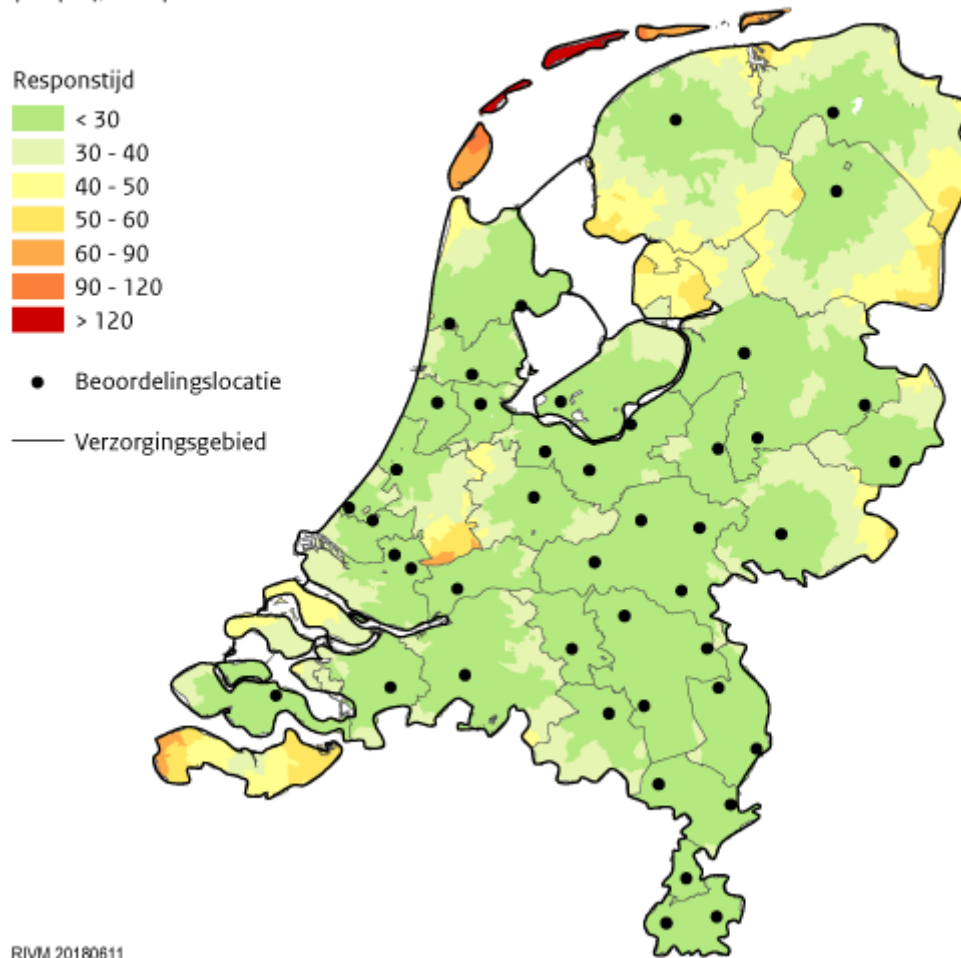 Responstijd
< 30
30 - 40
40 - 50
50 - 60
60 - 90
90 - 120
> 120
Beoordelingslocatie
Verzorgingsgebied
RIVM 20180611